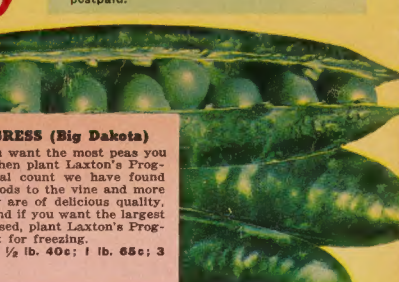 postpaid.
RESS (Big Dakota)
want the most peas you
hen plant Laxton's Prog-
al count we have found
ods to the vine and more
are of delicious quality.
nd if you want the largest
sed, plant Laxton's Prog-
for freezing.
½ lb. 40c; 1 lb. 65c; 3